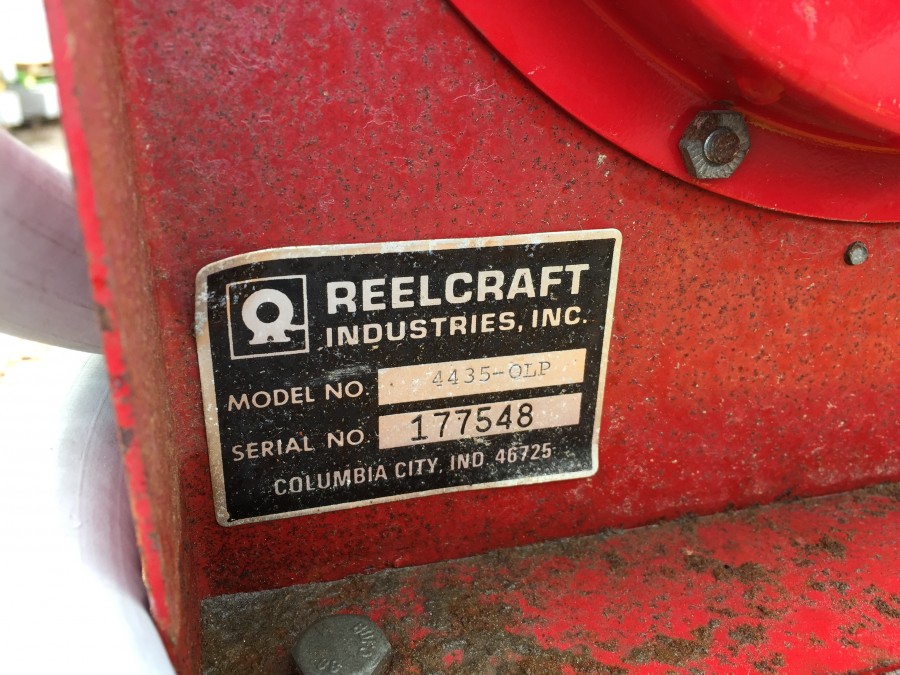 REELCRAFT
INDUSTRIES, INC.
MODEL NO. 4435-OLP
SERIAL NO. 177548
COLUMBIA CITY, IND 46725